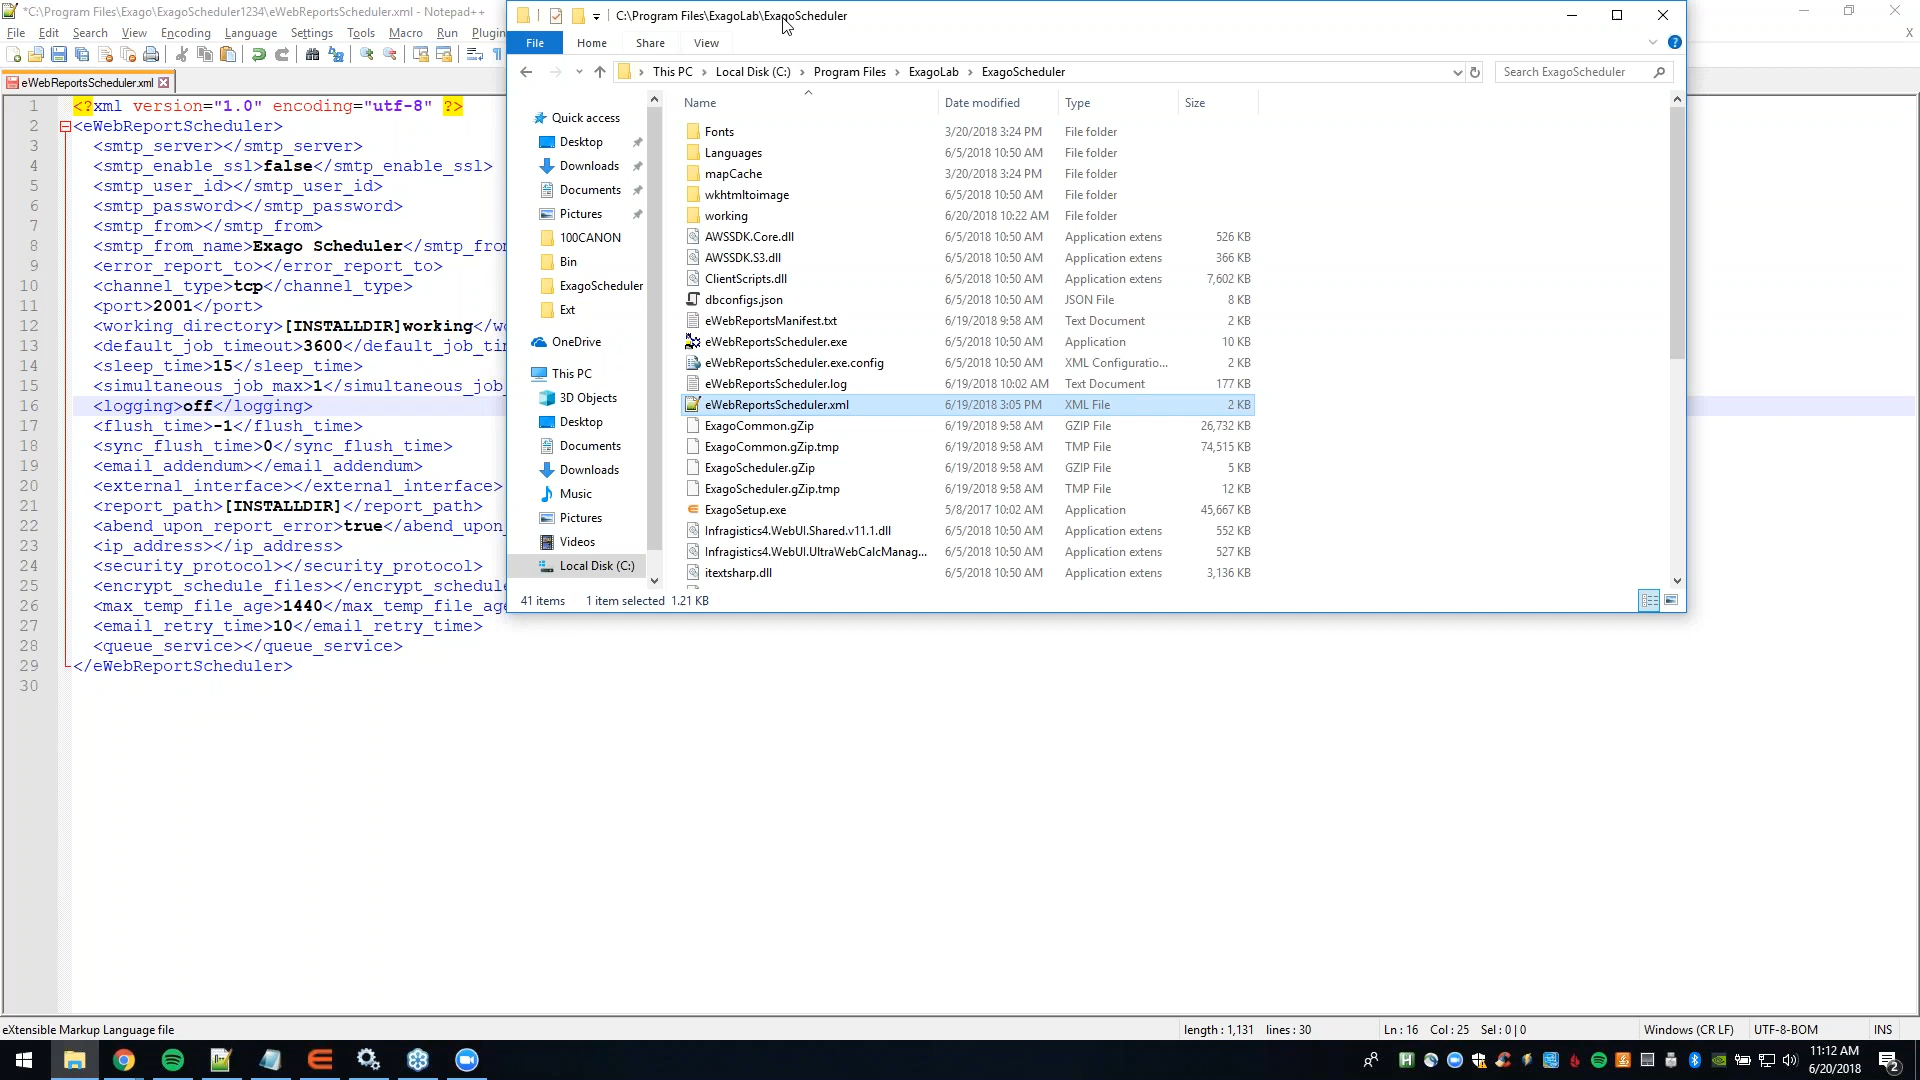 *C:\Program Files\Exago\ExagoScheduler1234\eWebReportsScheduler.xml - Notepad++
File Edit Search View Encoding Language Settings Tools Macro Run Plugin
X
eWebReportsScheduler.xml
1 <?xml version="1.0" encoding="utf-8" ?>
2 <eWebReportScheduler>
3 <smtp_server></smtp_server>
4 <smtp_enable_ssl>false</smtp_enable_ssl>
5 <smtp_user_id></smtp_user_id>
6 <smtp_password></smtp_password>
7 <smtp_from></smtp_from>
8 <smtp_from_name>Exago Scheduler</smtp_fro
9 <error_report_to></error_report_to>
10 <channel_type>tcp</channel_type>
11 <port>2001</port>
12 <working_directory>[INSTALLDIR]working</wo
13 <default_job_timeout>3600</default_job_ti
14 <sleep_time>15</sleep_time>
15 <simultaneous_job_max>1</simultaneous_job_
16 <logging>off</logging>
17 <flush_time>-1</flush_time>
18 <sync_flush_time>0</sync_flush_time>
19 <email_addendum></email_addendum>
20 <external_interface></external_interface>
21 <report_path>[INSTALLDIR]</report_path>
22 <abend_upon_report_error>true</abend_upon_
23 <ip_address></ip_address>
24 <security_protocol></security_protocol>
25 <encrypt_schedule_files></encrypt_schedule
26 <max_temp_file_age>1440</max_temp_file_age
27 <email_retry_time>10</email_retry_time>
28 <queue_service></queue_service>
29 </eWebReportScheduler>
30
C:\Program Files\ExagoLab\ExagoScheduler
File Home Share View
This PC > Local Disk (C:) > Program Files > ExagoLab > ExagoScheduler
Search ExagoScheduler
Quick access
Desktop
Downloads
Documents
Pictures
100CANON
Bin
ExagoScheduler
Ext
OneDrive
This PC
3D Objects
Desktop
Documents
Downloads
Music
Pictures
Videos
Local Disk (C:)
Name Date modified Type Size
Fonts 3/20/2018 3:24 PM File folder
Languages 6/5/2018 10:50 AM File folder
mapCache 3/20/2018 3:24 PM File folder
wkhtmltoimage 6/5/2018 10:50 AM File folder
working 6/20/2018 10:22 AM File folder
AWSSDK.Core.dll 6/5/2018 10:50 AM Application extens 526 KB
AWSSDK.S3.dll 6/5/2018 10:50 AM Application extens 366 KB
ClientScripts.dll 6/5/2018 10:50 AM Application extens 7,602 KB
dbconfigs.json 6/5/2018 10:50 AM JSON File 8 KB
eWebReportsManifest.txt 6/19/2018 9:58 AM Text Document 2 KB
eWebReportsScheduler.exe 6/5/2018 10:50 AM Application 10 KB
eWebReportsScheduler.exe.config 6/5/2018 10:50 AM XML Configuratio... 2 KB
eWebReportsScheduler.log 6/19/2018 10:02 AM Text Document 177 KB
eWebReportsScheduler.xml 6/19/2018 3:05 PM XML File 2 KB
ExagoCommon.gZip 6/19/2018 9:58 AM GZIP File 26,732 KB
ExagoCommon.gZip.tmp 6/19/2018 9:58 AM TMP File 74,515 KB
ExagoScheduler.gZip 6/19/2018 9:58 AM GZIP File 5 KB
ExagoScheduler.gZip.tmp 6/19/2018 9:58 AM TMP File 12 KB
ExagoSetup.exe 5/8/2017 10:02 AM Application 45,667 KB
Infragistics4.WebUI.Shared.v11.1.dll 6/5/2018 10:50 AM Application extens 552 KB
Infragistics4.WebUI.UltraWebCalcManag... 6/5/2018 10:50 AM Application extens 527 KB
itextsharp.dll 6/5/2018 10:50 AM Application extens 3,136 KB
41 items 1 item selected 1.21 KB
eXtensible Markup Language file length : 1,131 lines : 30 Ln : 16 Col : 25 Sel : 0 | 0 Windows (CR LF) UTF-8-BOM INS
11:12 AM
6/20/2018
2